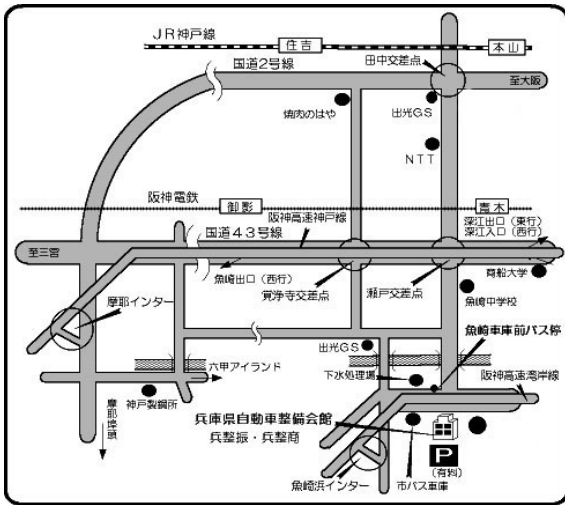 JR神戸線
住吉
本山
国道2号線
田中交差点
至大阪
焼肉のはや
出光GS
NTT
阪神電鉄
御影
青木
国道43号線
阪神高速神戸線
深江出口(東行)
深江入口(西行)
至三宮
魚崎出口(西行)
覚浄寺交差点
瀬戸交差点
商船大学
摩耶インター
魚崎中学校
魚崎車庫前バス停
出光GS
六甲アイランド
下水処理場
阪神高速湾岸線
神戸製鋼所
摩耶埠頭
兵庫県自動車整備会館
兵整振・兵整商
P
(有料)
魚崎浜インター
市バス車庫